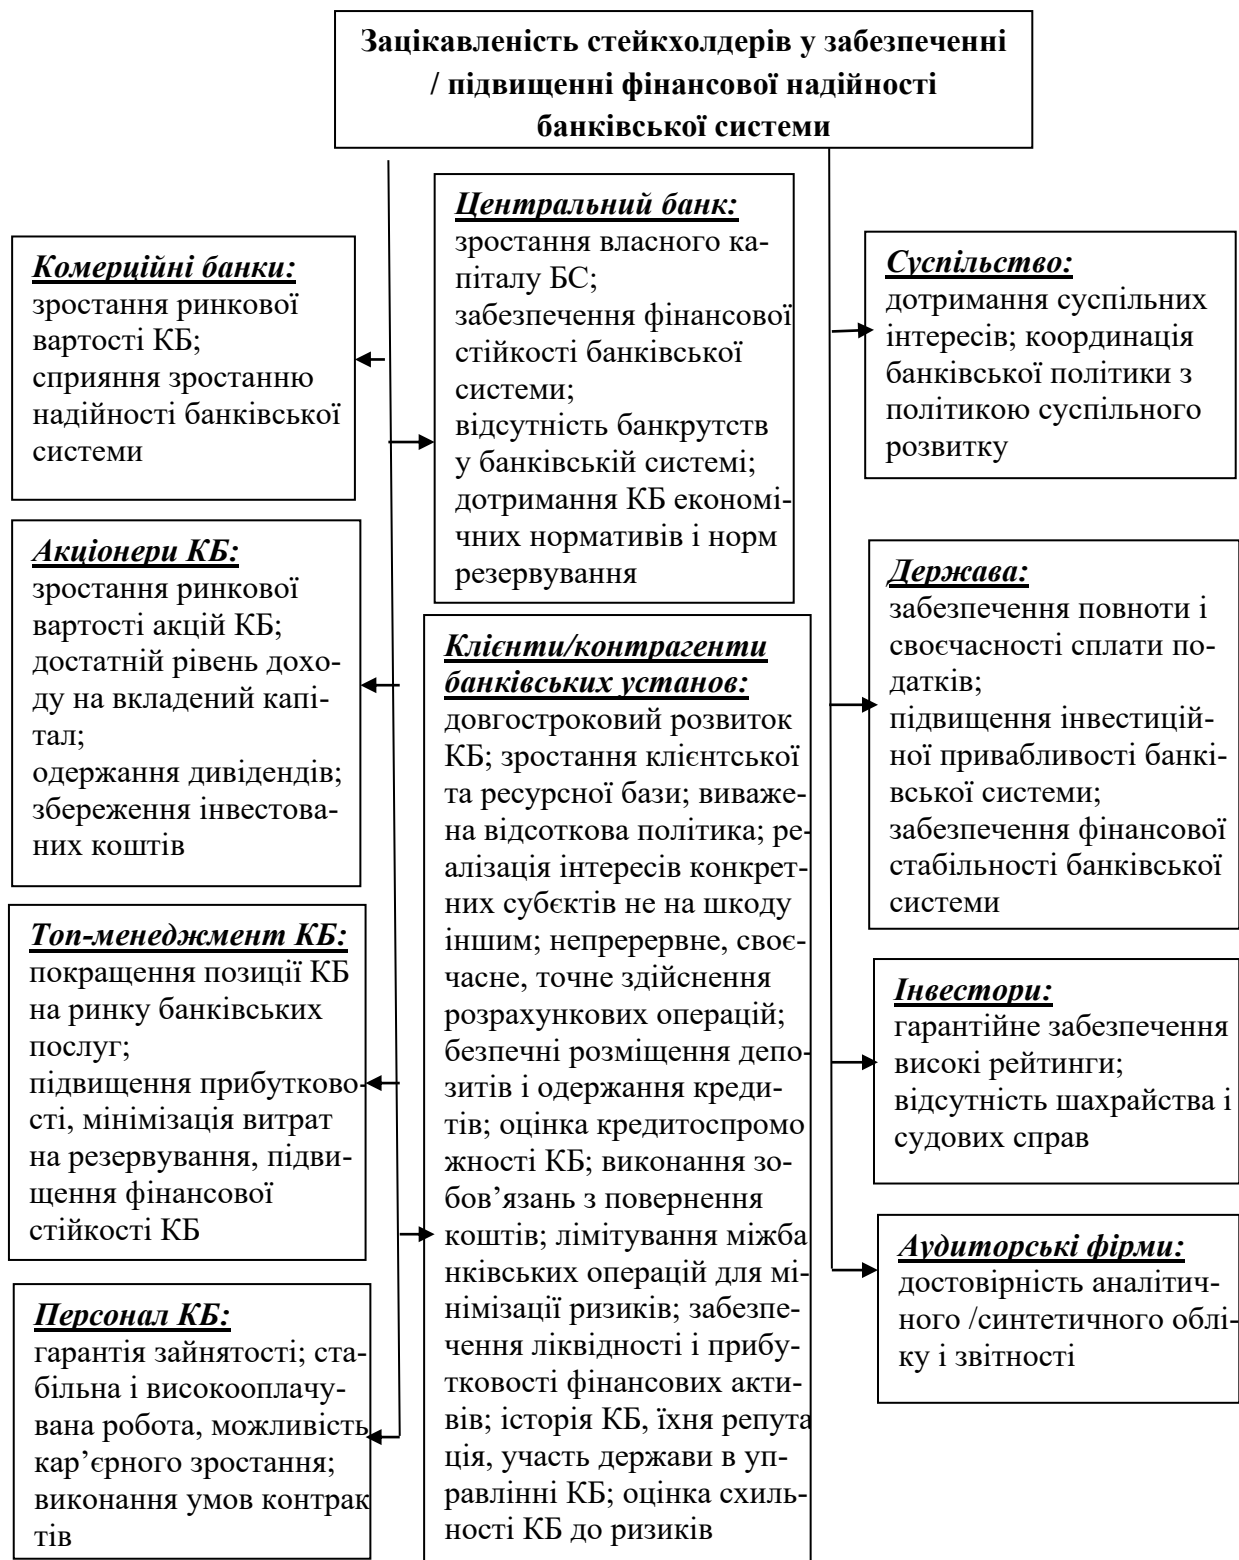 Зацікавленість стейкхолдерів у забезпеченні
/ підвищенні фінансової надійності
банківської системи
Комерційні банки:
зростання ринкової
вартості КБ;
сприяння зростанню
надійності банківської
системи
Акціонери КБ:
зростання ринкової
вартості акцій КБ;
достатній рівень дохо-
ду на вкладений капі-
тал;
одержання дивідендів;
збереження інвестова-
них коштів
Топ-менеджмент КБ:
покращення позиції КБ
на ринку банківських
послуг;
підвищення прибутково-
сті, мінімізація витрат
на резервування, підви-
щення фінансової
стійкості КБ
Персонал КБ:
гарантія зайнятості; ста-
більна і високооплачу-
вана робота, можливість
кар’єрного зростання;
виконання умов контрак
тів
Центральний банк:
зростання власного ка-
піталу БС;
забезпечення фінансової
стійкості банківської
системи;
відсутність банкрутств
у банківській системі;
дотримання КБ економі-
чних нормативів і норм
резервування
Клієнти/контрагенти
банківських установ:
довгостроковий розвиток
КБ; зростання клієнтської
та ресурсної бази; виваже-
на відсоткова політика; ре-
алізація інтересів конкрет-
них субєктів не на шкоду
іншим; непрерервне, своє-
часне, точне здійснення
розрахункових операцій;
безпечні розміщення депо-
зитів і одержання креди-
тів; оцінка кредитоспромо
жності КБ; виконання зо-
бов’язань з повернення
коштів; лімітування міжба
нківських операцій для мі-
німізації ризиків; забезпе-
чення ліквідності і прибу-
тковості фінансових акти-
вів; історія КБ, їхня репута
ція, участь держави в уп-
равлінні КБ; оцінка схиль-
ності КБ до ризиків
Суспільство:
дотримання суспільних
інтересів; координація
банківської політики з
політикою суспільного
розвитку
Держава:
забезпечення повноти і
своєчасності сплати по-
датків;
підвищення інвестицій-
ної привабливості банкі-
вської системи;
забезпечення фінансової
стабільності банківської
системи
Інвестори:
гарантійне забезпечення
високі рейтинги;
відсутність шахрайства і
судових справ
Аудиторські фірми:
достовірність аналітич-
ного /синтетичного облі-
ку і звітності